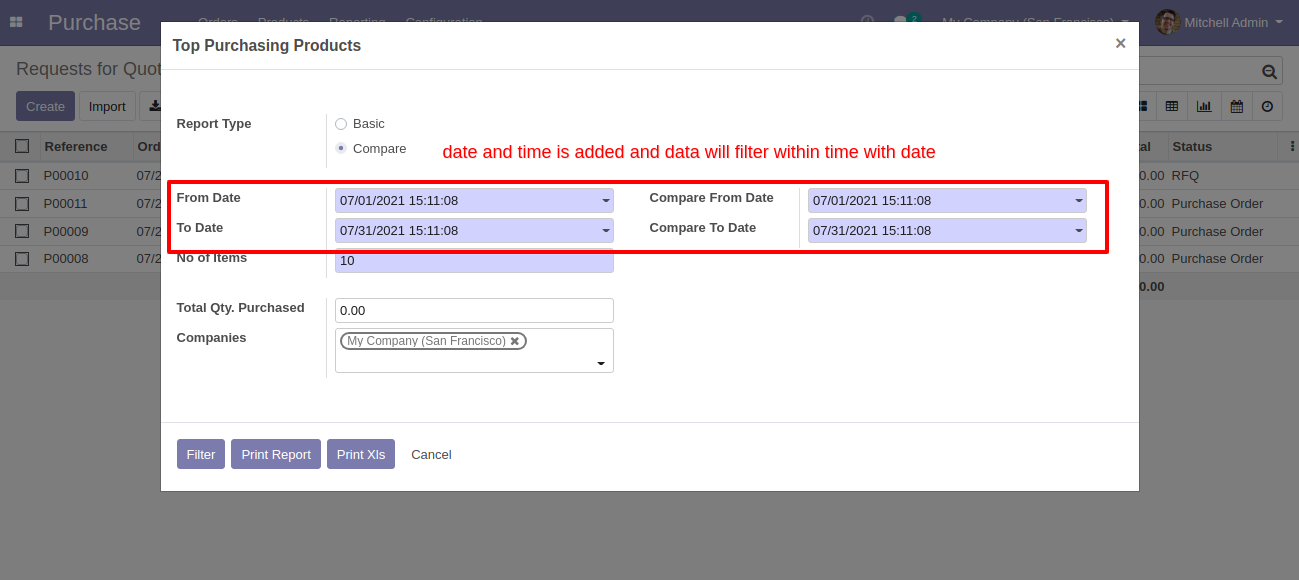 Purchase Orders Products Reporting Configuration 2 My Company (San Francisco) Mitchell Admin
Top Purchasing Products ×
Requests for Quot
Create Import
Report Type
Basic
Compare
date and time is added and data will filter within time with date
Reference Ord Status
P00010 07/2 0.00 RFQ
P00011 07/2 0.00 Purchase Order
P00009 07/2 0.00 Purchase Order
P00008 07/2 0.00 Purchase Order
0.00
From Date 07/01/2021 15:11:08 Compare From Date 07/01/2021 15:11:08
To Date 07/31/2021 15:11:08 Compare To Date 07/31/2021 15:11:08
No of Items 10
Total Qty. Purchased 0.00
Companies My Company (San Francisco) ✖
Filter Print Report Print Xls Cancel